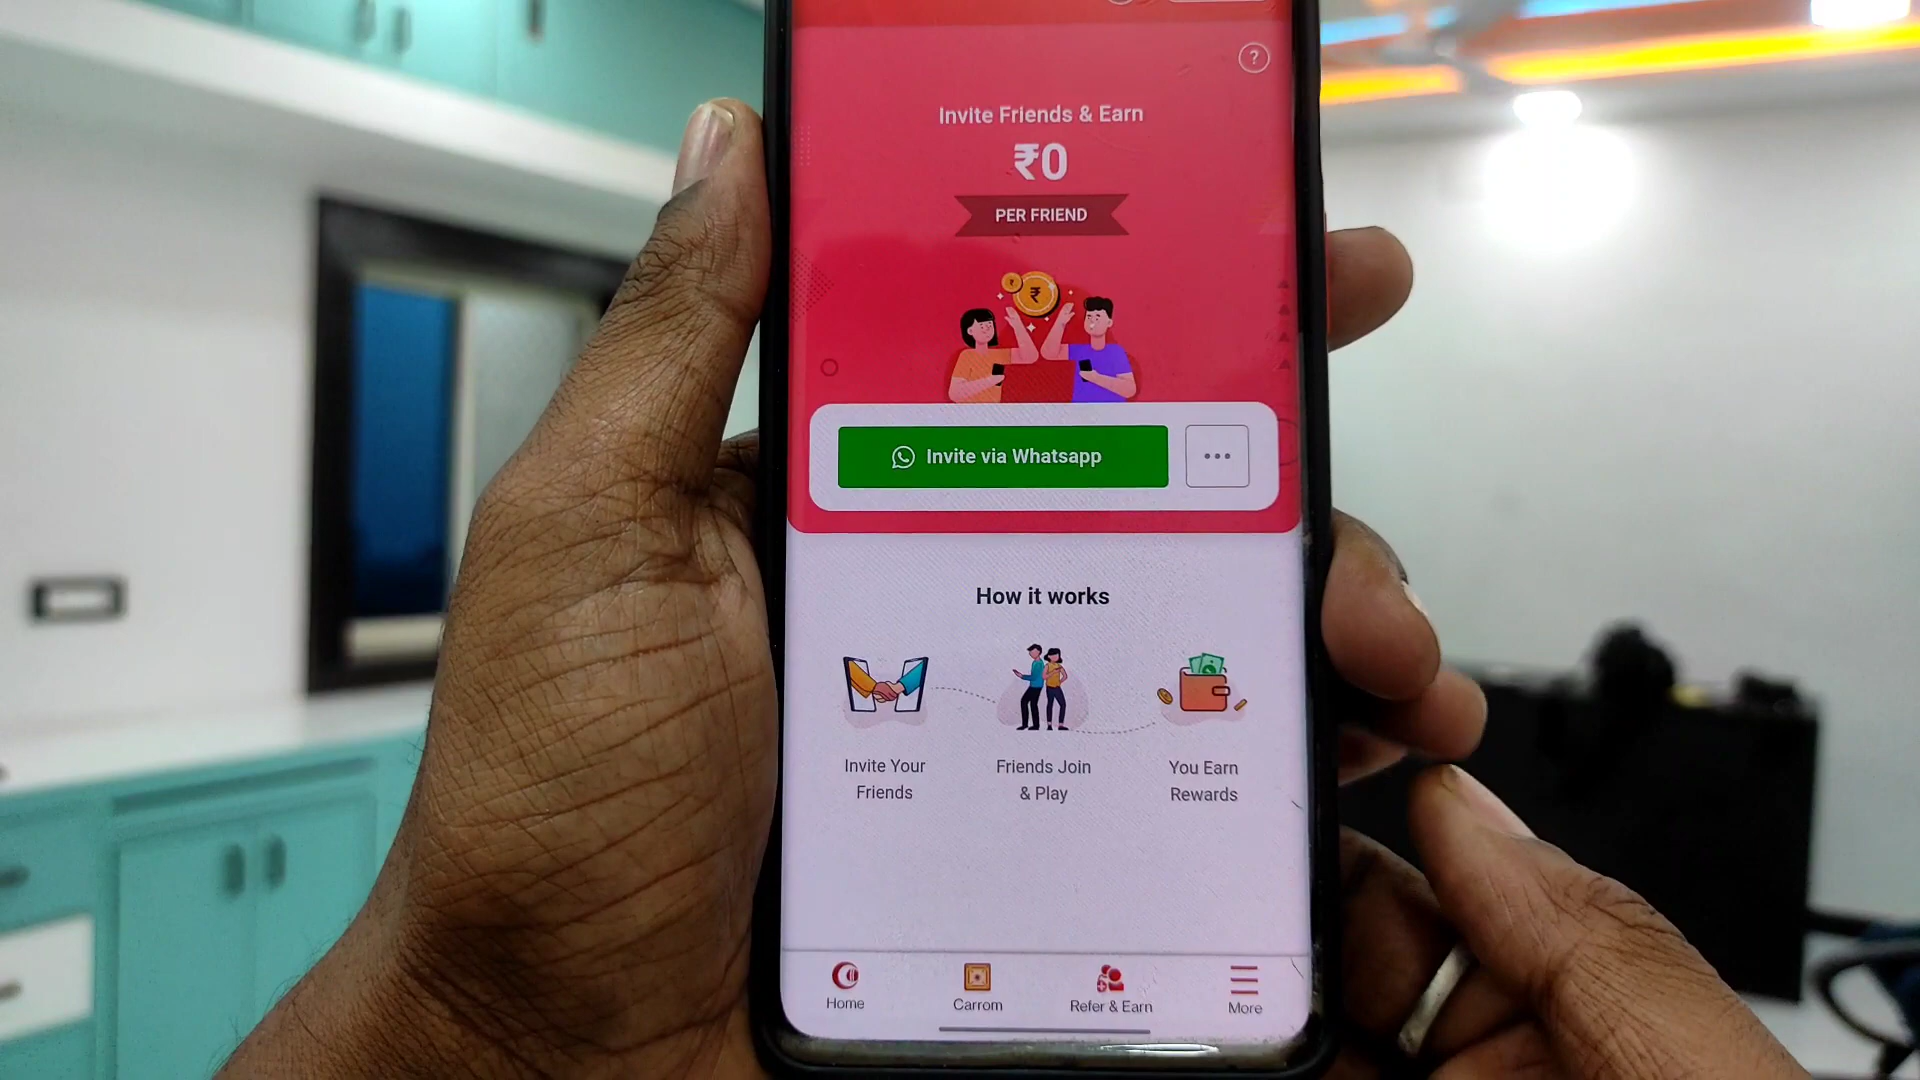 ?
Invite Friends & Earn
₹0
PER FRIEND
₹
₹
Invite via Whatsapp
How it works
Invite Your
Friends
Friends Join
& Play
You Earn
Rewards
Home
Carrom
Refer & Earn
More